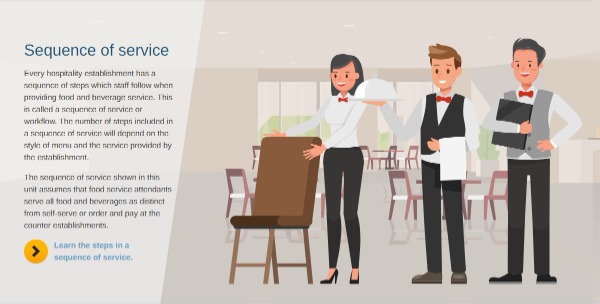 Sequence of service
Every hospitality establishment has a
sequence of steps which staff follow when
providing food and beverage service. This
is called a sequence of service or
workflow. The number of steps included in
a sequence of service will depend on the
style of menu and the service provided by
the establishment.
The sequence of service shown in this
unit assumes that food service attendants
serve all food and beverages as distinct
from self-serve or order and pay at the
counter establishments.
Learn the steps in a
sequence of service.